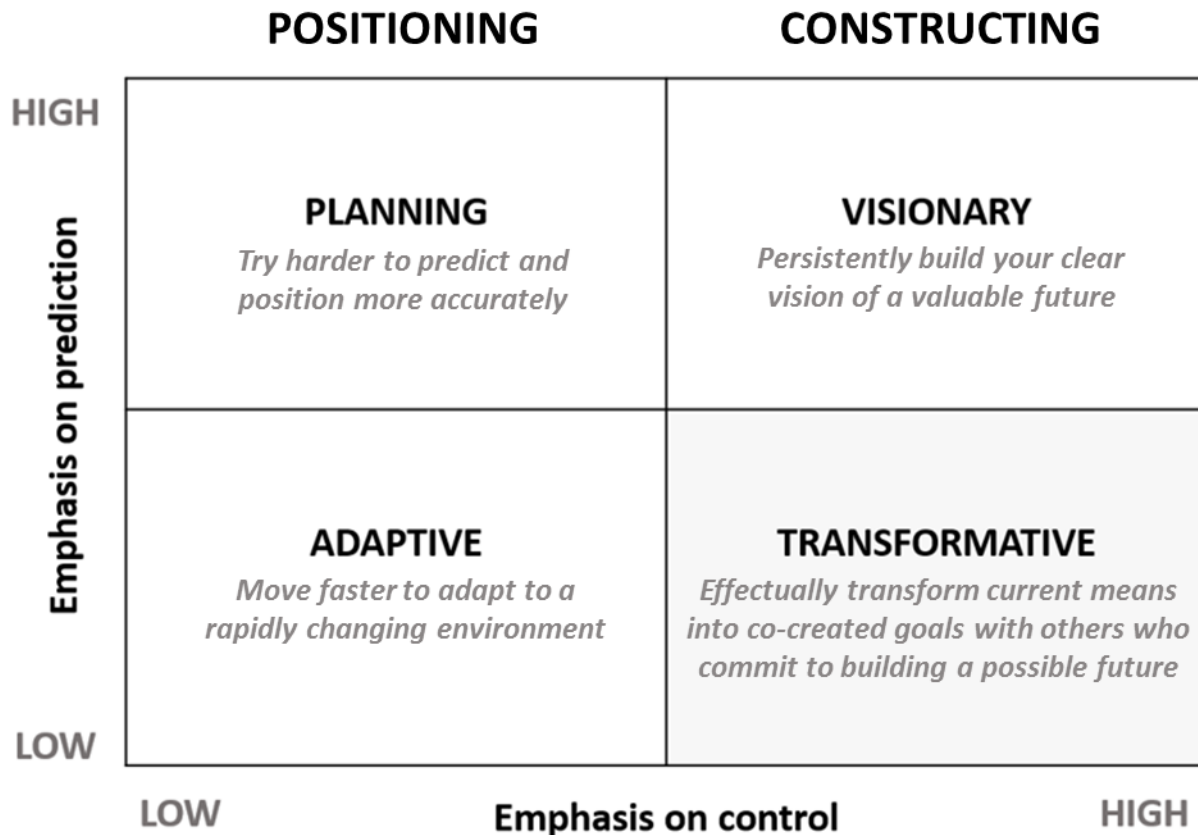 POSITIONING
CONSTRUCTING
HIGH
Emphasis on prediction
PLANNING
Try harder to predict and
position more accurately
VISIONARY
Persistently build your clear
vision of a valuable future
ADAPTIVE
Move faster to adapt to a
rapidly changing environment
TRANSFORMATIVE
Effectually transform current means
into co-created goals with others who
commit to building a possible future
LOW
LOW
Emphasis on control
HIGH